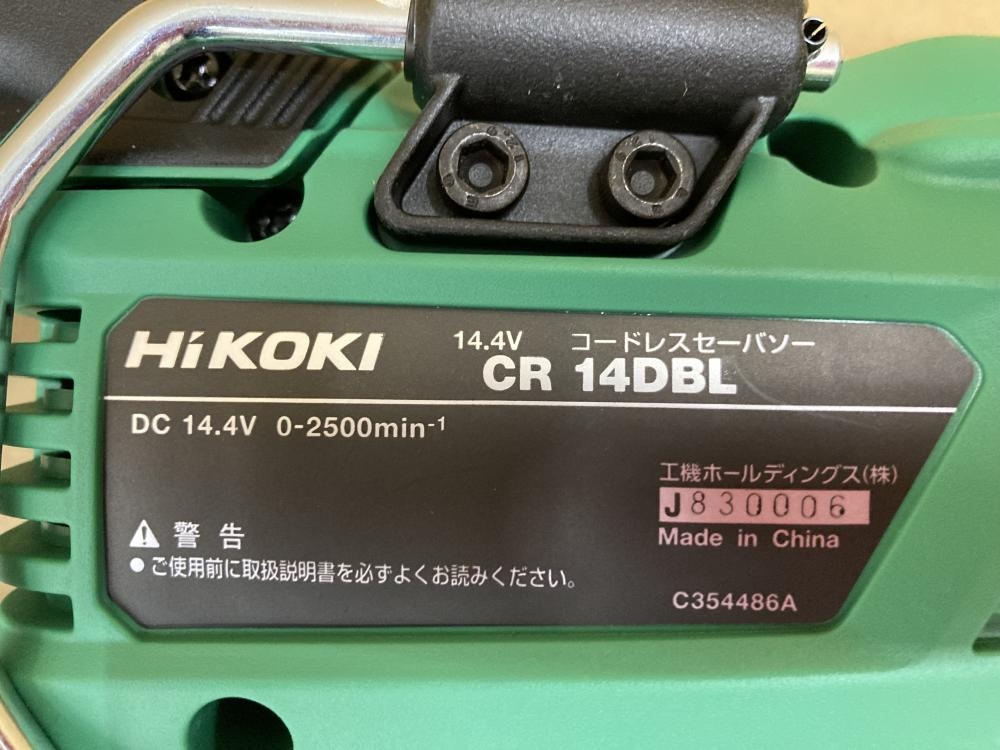 HiKOKI
14.4V コードレスセーバソー
CR 14DBL
DC 14.4V 0-2500min-1
工機ホールディングス(株)
J830006
Made in China
警告
●ご使用前に取扱説明書を必ずよくお読みください。
C354486A